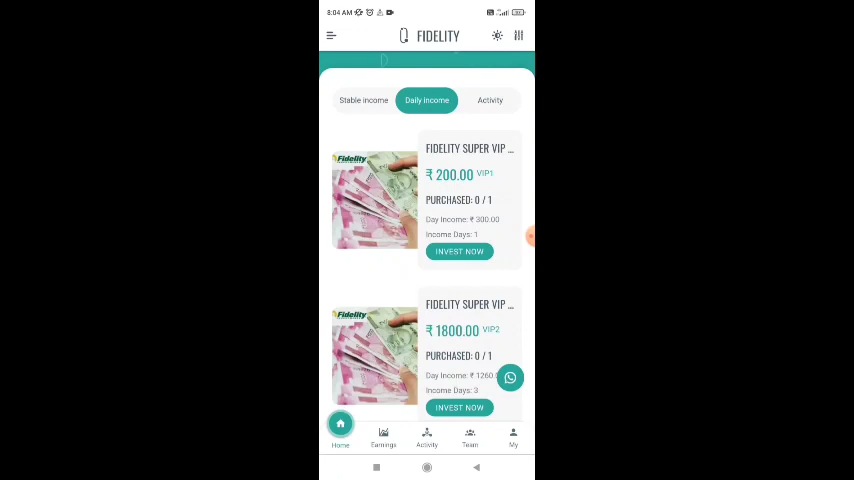 8:04 AM
FIDELITY
Stable income
Daily income
Activity
Fidelity
FIDELITY SUPER VIP ...
₹ 200.00 VIP1
PURCHASED: 0 / 1
Day Income: ₹ 300.00
Income Days: 1
INVEST NOW
Fidelity
FIDELITY SUPER VIP ...
₹ 1800.00 VIP2
PURCHASED: 0 / 1
Day Income: ₹ 1260
Income Days: 3
INVEST NOW
Home
Earnings
Activity
Team
My